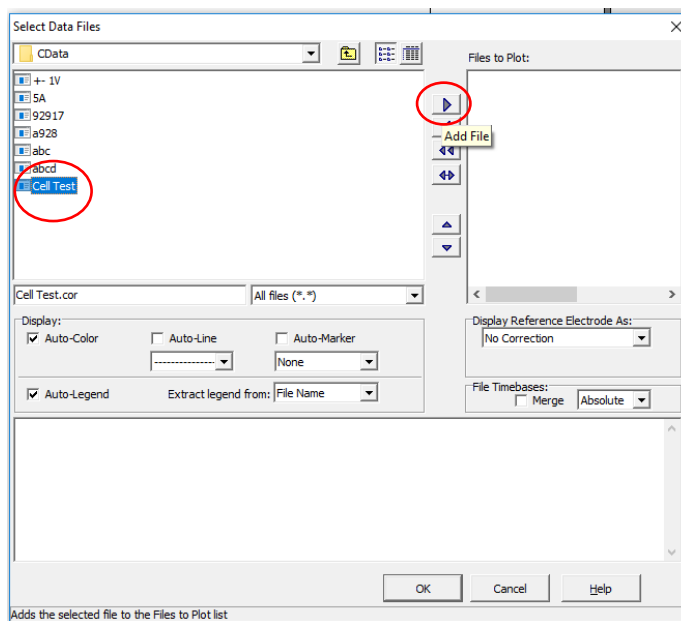 Select Data Files
CData
Files to Plot:
+- 1V
5A
92917
a928
abc
abcd
Cell Test
Add File
Cell Test.cor
All files (*.*)
Display:
Auto-Color
Auto-Line
Auto-Marker
None
Auto-Legend
Extract legend from:
File Name
Display Reference Electrode As:
No Correction
File Timebases:
Merge
Absolute
OK
Cancel
Help
Adds the selected file to the Files to Plot list